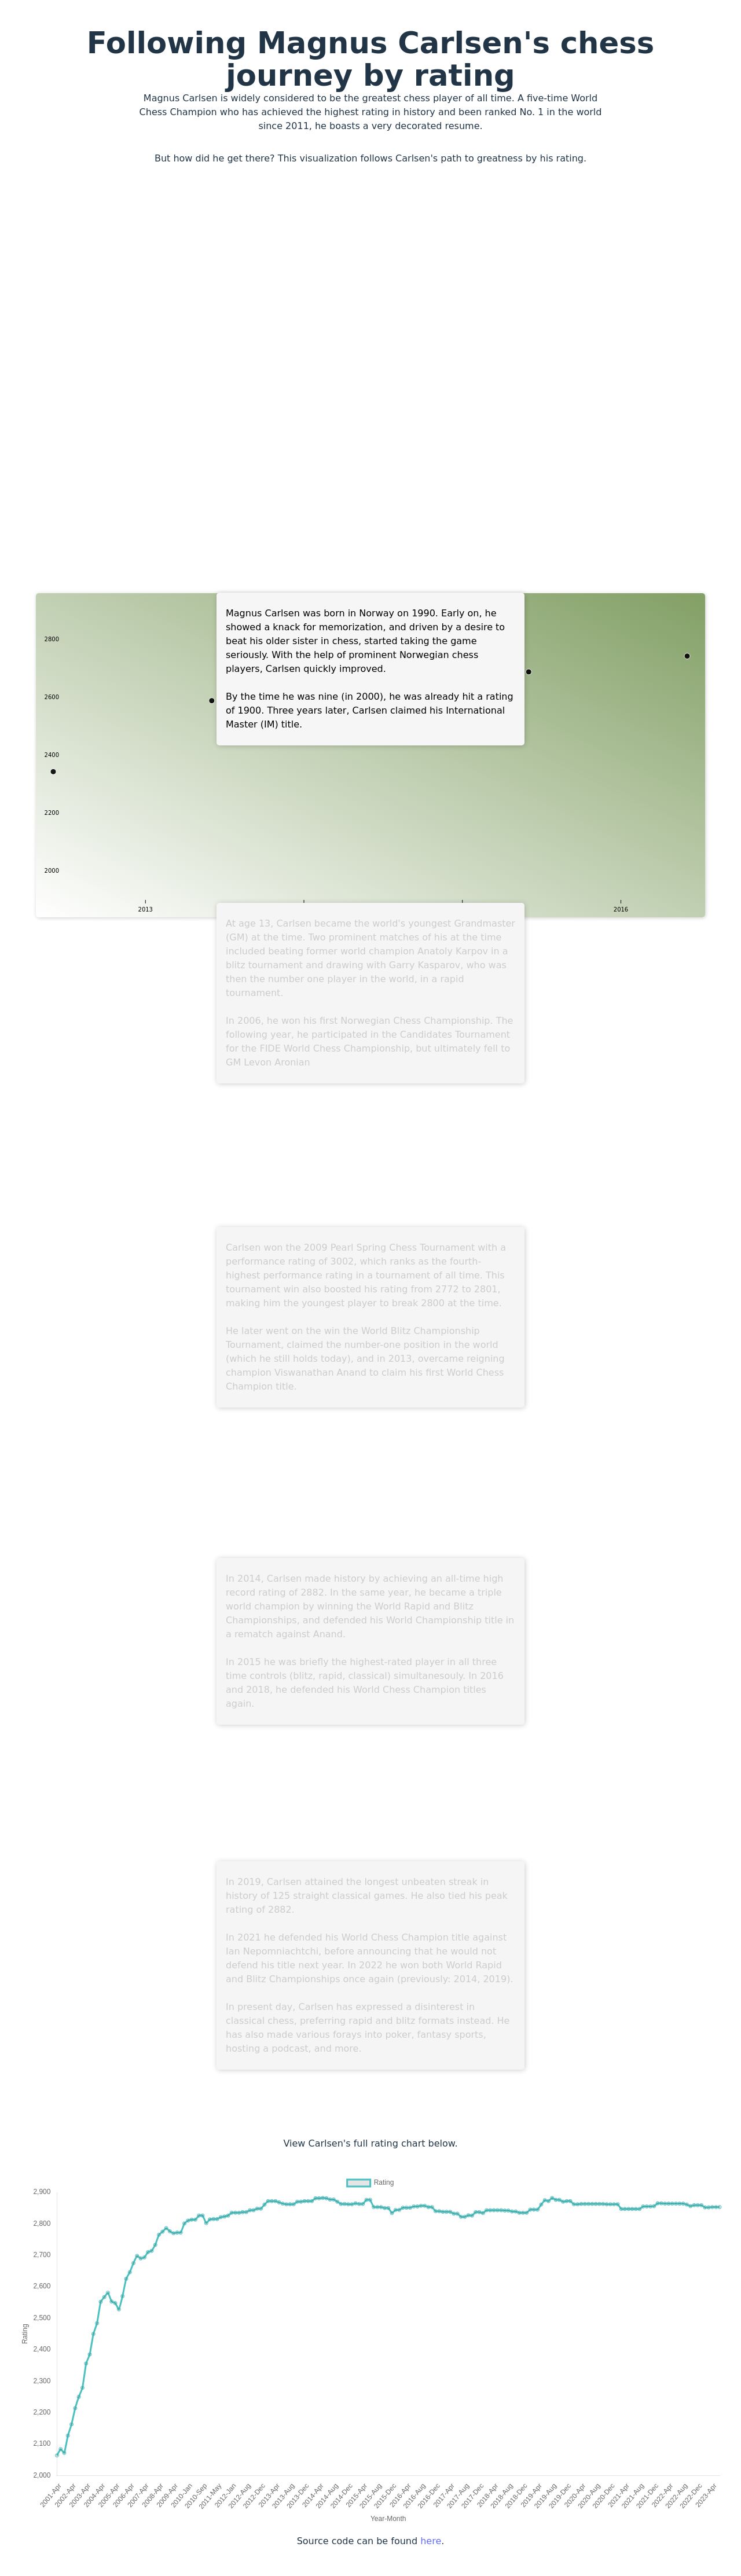 Following Magnus Carlsen's chess
journey by rating
Magnus Carlsen is widely considered to be the greatest chess player of all time. A five-time World
Chess Champion who has achieved the highest rating in history and been ranked No. 1 in the world
since 2011, he boasts a very decorated resume.
But how did he get there? This visualization follows Carlsen's path to greatness by his rating.
Magnus Carlsen was born in Norway on 1990. Early on, he
showed a knack for memorization, and driven by a desire to
beat his older sister in chess, started taking the game
seriously. With the help of prominent Norwegian chess
players, Carlsen quickly improved.
By the time he was nine (in 2000), he was already hit a rating
of 1900. Three years later, Carlsen claimed his International
Master (IM) title.
2800
2600
2400
2200
2000
2013
2016
At age 13, Carlsen became the world's youngest Grandmaster
(GM) at the time. Two prominent matches of his at the time
included beating former world champion Anatoly Karpov in a
blitz tournament and drawing with Garry Kasparov, who was
then the number one player in the world, in a rapid
tournament.
In 2006, he won his first Norwegian Chess Championship. The
following year, he participated in the Candidates Tournament
for the FIDE World Chess Championship, but ultimately fell to
GM Levon Aronian
Carlsen won the 2009 Pearl Spring Chess Tournament with a
performance rating of 3002, which ranks as the fourth-
highest performance rating in a tournament of all time. This
tournament win also boosted his rating from 2772 to 2801,
making him the youngest player to break 2800 at the time.
He later went on the win the World Blitz Championship
Tournament, claimed the number-one position in the world
(which he still holds today), and in 2013, overcame reigning
champion Viswanathan Anand to claim his first World Chess
Champion title.
In 2014, Carlsen made history by achieving an all-time high
record rating of 2882. In the same year, he became a triple
world champion by winning the World Rapid and Blitz
Championships, and defended his World Championship title in
a rematch against Anand.
In 2015 he was briefly the highest-rated player in all three
time controls (blitz, rapid, classical) simultanesouly. In 2016
and 2018, he defended his World Chess Champion titles
again.
In 2019, Carlsen attained the longest unbeaten streak in
history of 125 straight classical games. He also tied his peak
rating of 2882.
In 2021 he defended his World Chess Champion title against
Ian Nepomniachtchi, before announcing that he would not
defend his title next year. In 2022 he won both World Rapid
and Blitz Championships once again (previously: 2014, 2019).
In present day, Carlsen has expressed a disinterest in
classical chess, preferring rapid and blitz formats instead. He
has also made various forays into poker, fantasy sports,
hosting a podcast, and more.
View Carlsen's full rating chart below.
Rating
2,900
2,800
2,700
2,600
2,500
2,400
2,300
2,200
2,100
2,000
Rating
2001-Apr
2002-Apr
2003-Apr
2004-Apr
2005-Apr
2006-Apr
2007-Apr
2008-Apr
2009-Apr
2010-Jan
2010-Sep
2011-May
2012-Jan
2012-Aug
2012-Dec
2013-Apr
2013-Aug
2013-Dec
2014-Apr
2014-Aug
2014-Dec
2015-Apr
2015-Aug
2015-Dec
2016-Apr
2016-Aug
2016-Dec
2017-Apr
2017-Aug
2017-Dec
2018-Apr
2018-Aug
2018-Dec
2019-Apr
2019-Aug
2019-Dec
2020-Apr
2020-Aug
2020-Dec
2021-Apr
2021-Aug
2021-Dec
2022-Apr
2022-Aug
2022-Dec
2023-Apr
Year-Month
Source code can be found here.